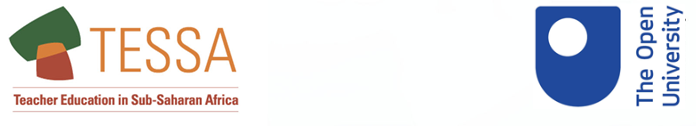 TESSA
Teacher Education in Sub-Saharan Africa
The Open
University